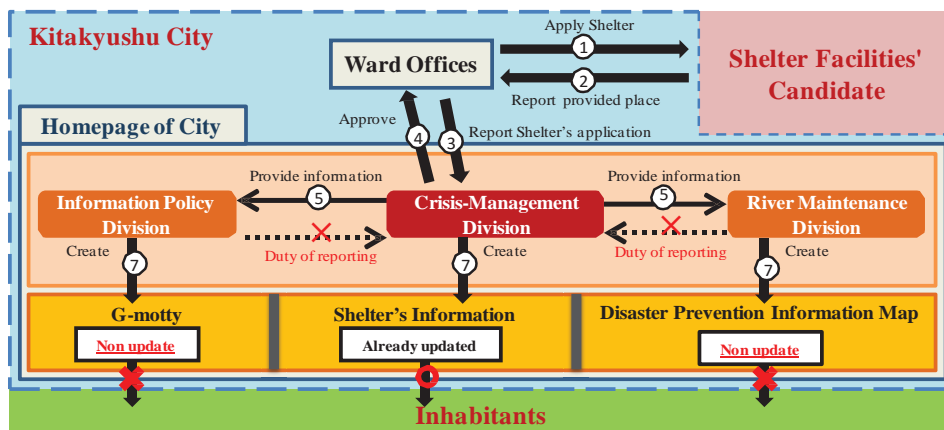 Kitakyushu City
Apply Shelter
1
Ward Offices
2
Report provided place
Shelter Facilities'
Candidate
Homepage of City
Approve
4
3
Report Shelter's application
Provide information
5
Provide information
5
Information Policy
Division
Crisis-Management
Division
River Maintenance
Division
Duty of reporting
Duty of reporting
Create
7
Create
7
Create
7
G-motty
Non update
Shelter's Information
Already updated
Disaster Prevention Information Map
Non update
Inhabitants